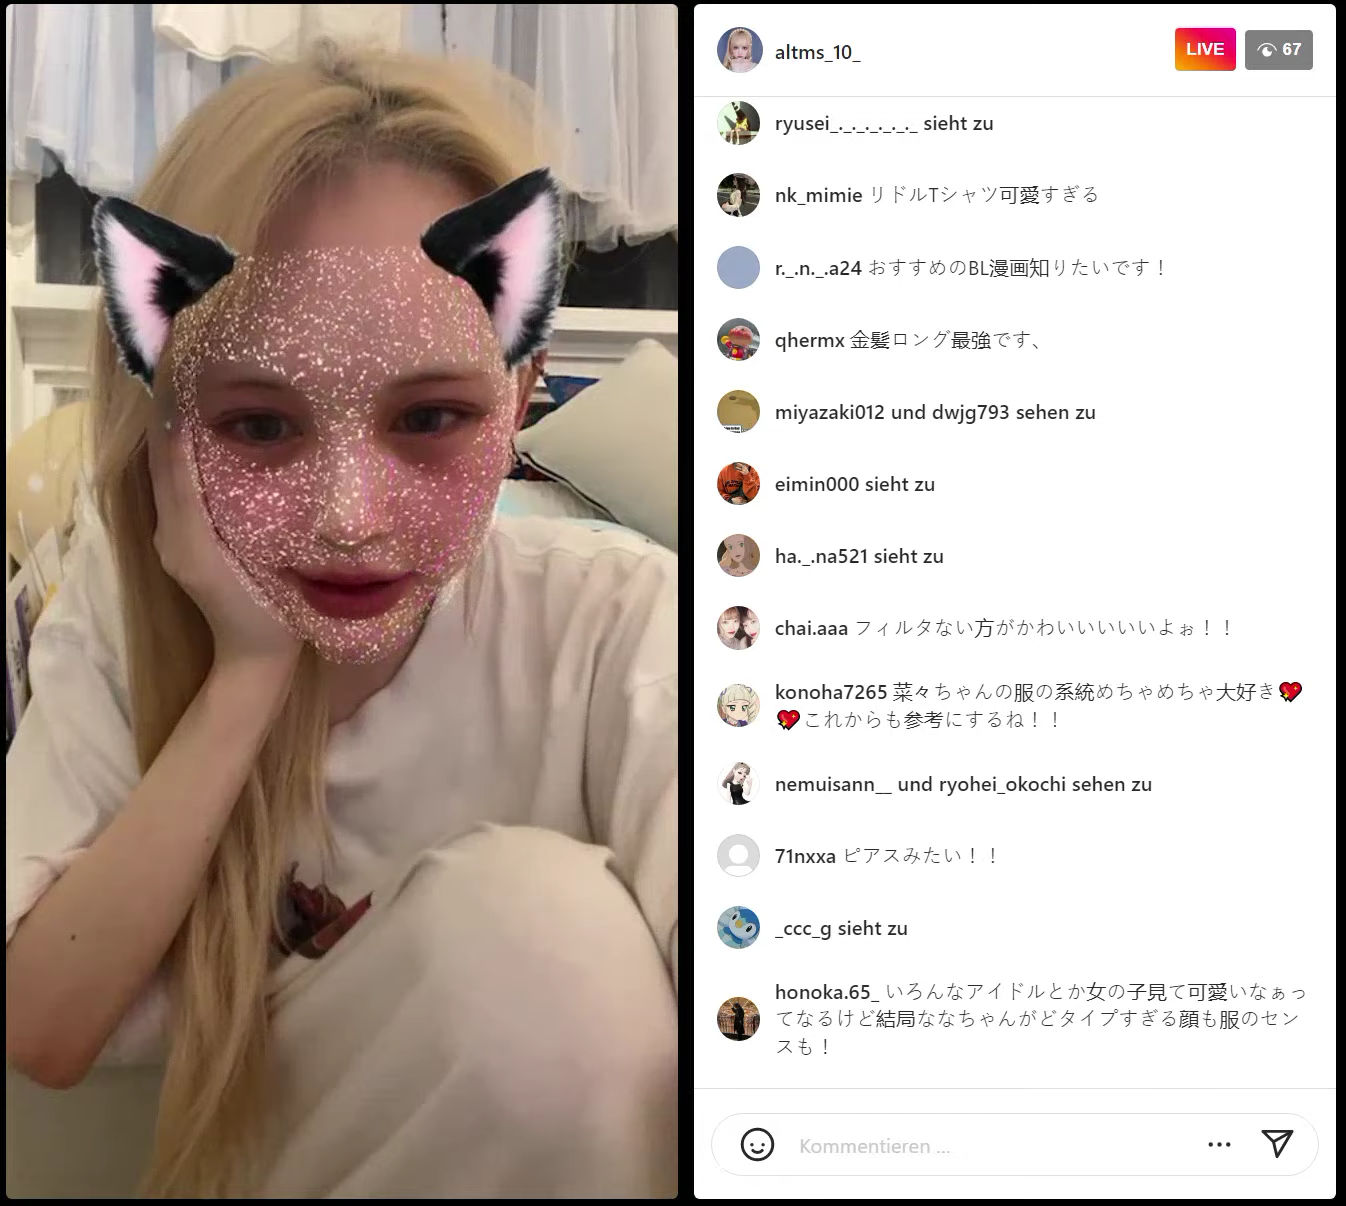 altms_10_
LIVE
67
ryusei_._._._._._ sieht zu
nk_mimie リドルTシャツ可愛すぎる
r._.n._.a24 おすすめのBL漫画知りたいです！
qhermx 金髪ロング最強です、
miyazaki012 und dwjg793 sehen zu
eimin000 sieht zu
ha._.na521 sieht zu
chai.aaa フィルタない方がかわいいいいいよぉ！！
konoha7265 菜々ちゃんの服の系統めちゃめちゃ大好き💖
💖これからも参考にするね！！
nemuisann__ und ryohei_okochi sehen zu
71nxxa ピアスみたい！！
_ccc_g sieht zu
honoka.65_ いろんなアイドルとか女の子見て可愛いなぁっ
てなるけど結局ななちゃんがどタイプすぎる顔も服のセン
スも！
Kommentieren ...